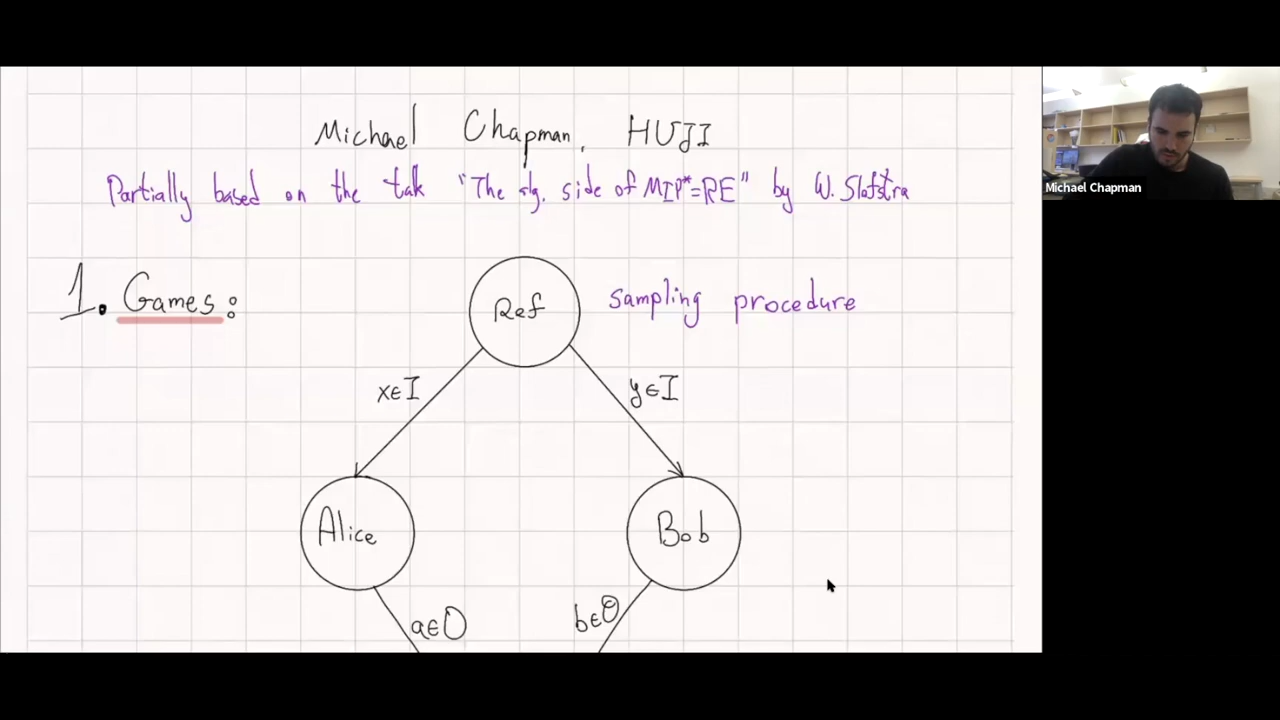 Michael Chapman, HUJI
Partially based on the talk "The alg. side of MIP*=RE" by W. Slofstra
1. Games:
Ref
sampling procedure
x∈I
y∈I
Alice
Bob
a∈O
b∈O
Michael Chapman